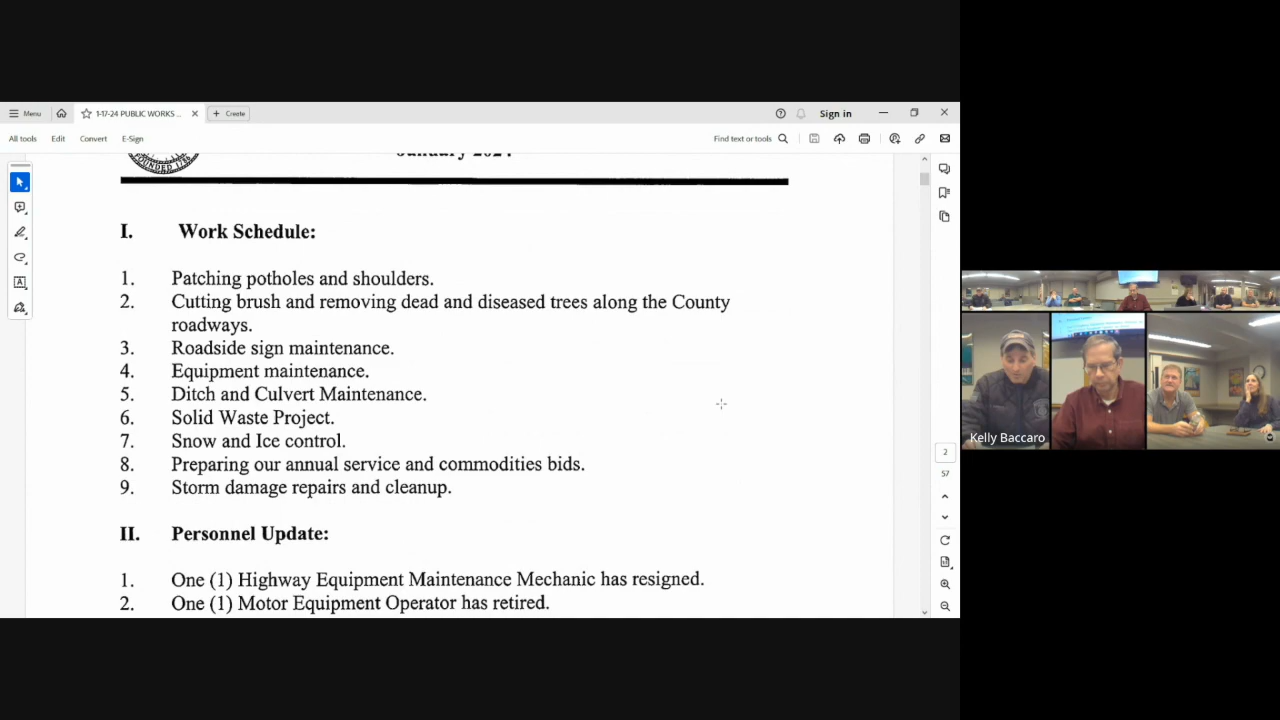 Menu
1-17-24 PUBLIC WORKS ...
Create
Sign in
All tools
Edit
Convert
E-Sign
Find text or tools
January 2024
I. Work Schedule:
1. Patching potholes and shoulders.
2. Cutting brush and removing dead and diseased trees along the County
roadways.
3. Roadside sign maintenance.
4. Equipment maintenance.
5. Ditch and Culvert Maintenance.
6. Solid Waste Project.
7. Snow and Ice control.
8. Preparing our annual service and commodities bids.
9. Storm damage repairs and cleanup.
II. Personnel Update:
1. One (1) Highway Equipment Maintenance Mechanic has resigned.
2. One (1) Motor Equipment Operator has retired.
2
57
Kelly Baccaro